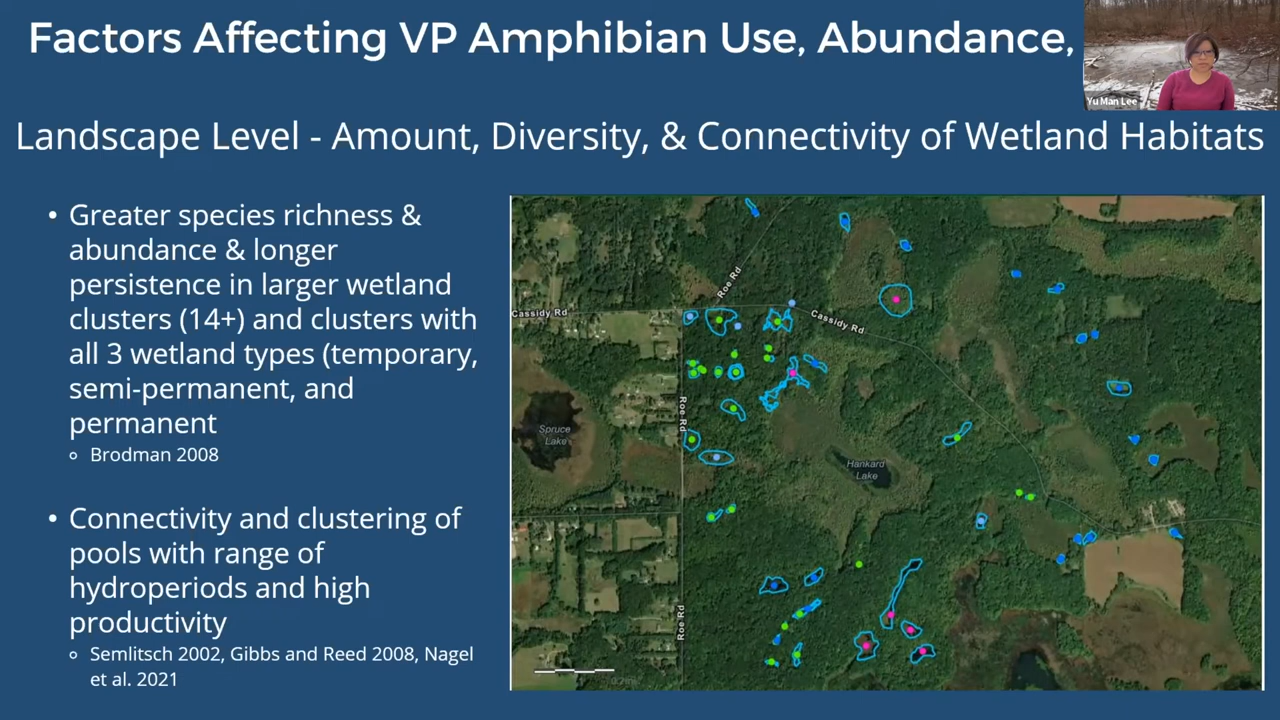 Factors Affecting VP Amphibian Use, Abundance,
Yu Man Lee
Landscape Level - Amount, Diversity, & Connectivity of Wetland Habitats
• Greater species richness &
abundance & longer
persistence in larger wetland
clusters (14+) and clusters with
all 3 wetland types (temporary,
semi-permanent, and
permanent
Brodman 2008
• Connectivity and clustering of
pools with range of
hydroperiods and high
productivity
Semlitsch 2002, Gibbs and Reed 2008, Nagel
et al. 2021
Roe Rd
Cassidy Rd
Cassidy Rd
Roe Rd
Spruce
Lake
Hankard
Lake
Roe Rd
0.2mi